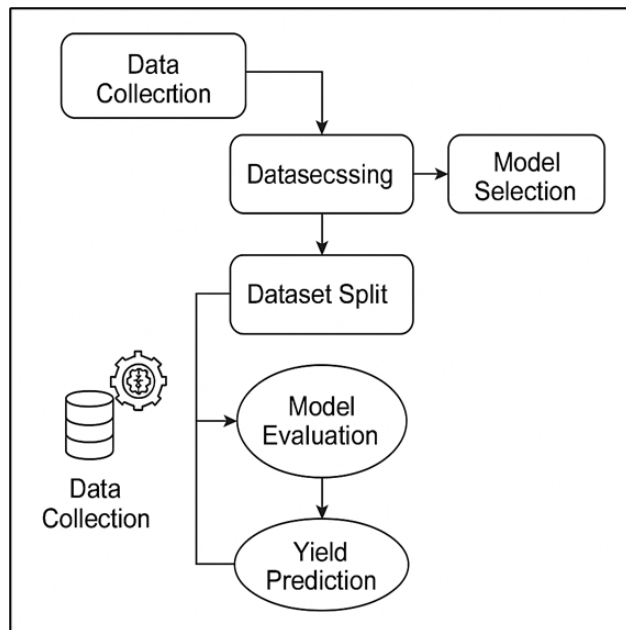 Data
Collecrtion
Datasecssing
Model
Selection
Dataset Split
Model
Evaluation
Data
Collection
Yield
Prediction